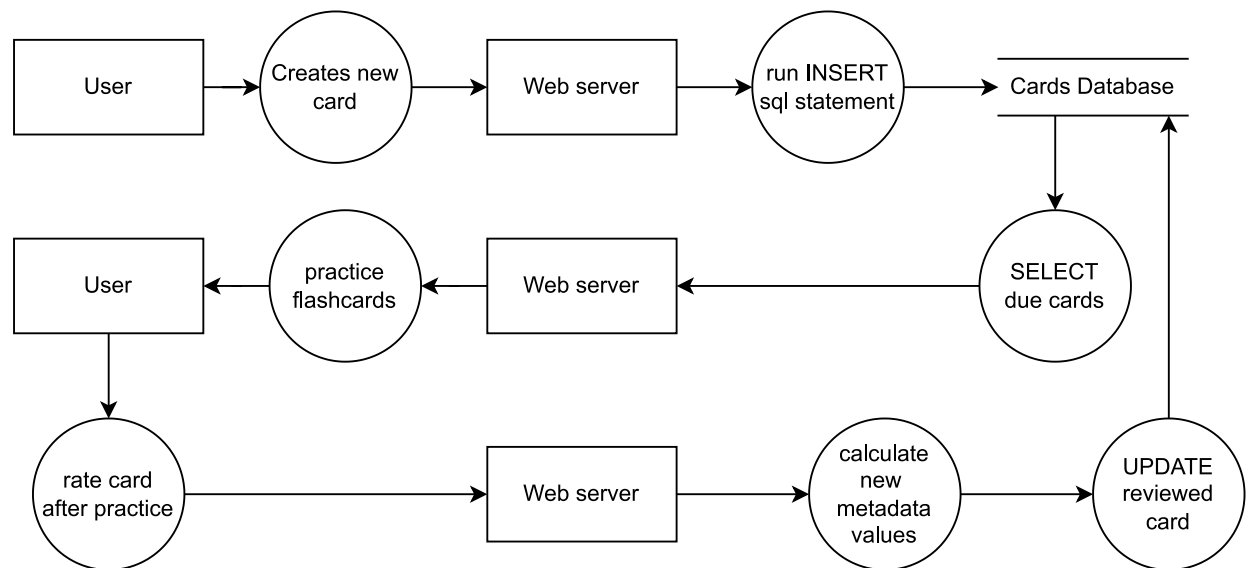 User
Creates new
card
Web server
run INSERT
sql statement
Cards Database
User
practice
flashcards
Web server
SELECT
due cards
rate card
after practice
Web server
calculate
new
metadata
values
UPDATE
reviewed
card